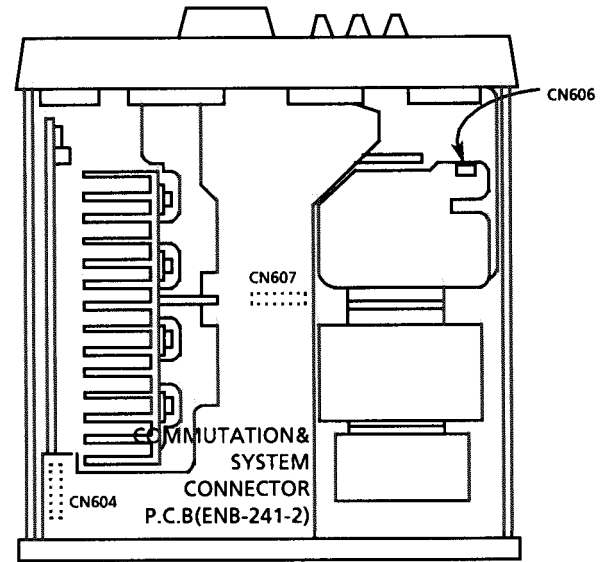 CN606
CN607
COMMUTATION&
SYSTEM
CONNECTOR
P.C.B(ENB-241-2)
CN604